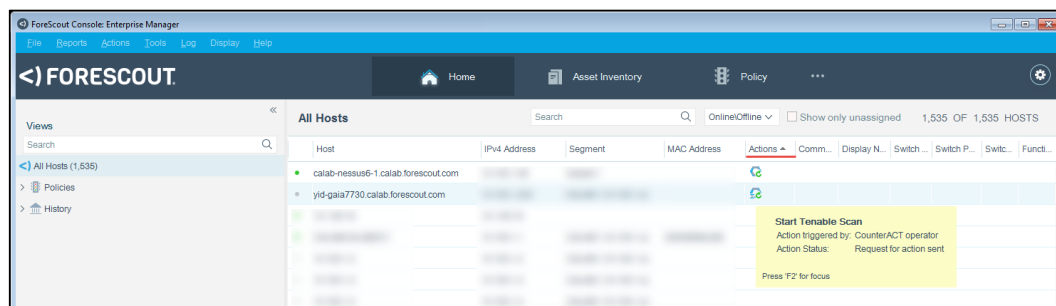 ForeScout Console: Enterprise Manager
File Reports Actions Tools Log Display Help
<) FORESCOUT. Home Asset Inventory Policy •••
«
Views
Search
<) All Hosts (1,535)
> Policies
> History
All Hosts Search Online\Offline Show only unassigned 1,535 OF 1,535 HOSTS
Host IPv4 Address Segment MAC Address Actions Comm... Display N... Switch ... Switch P... Switc... Functi...
calab-nessus6-1.calab.forescout.com
yid-gaia7730.calab.forescout.com
Start Tenable Scan
Action triggered by: CounterACT operator
Action Status: Request for action sent
Press 'F2' for focus